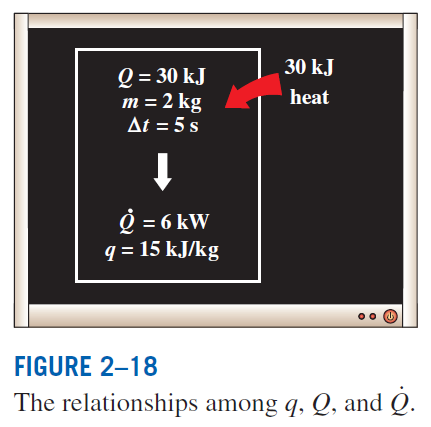 Q = 30 kJ
m = 2 kg
Δt = 5 s
30 kJ
heat
Q̇ = 6 kW
q = 15 kJ/kg
FIGURE 2–18
The relationships among q, Q, and Q̇.